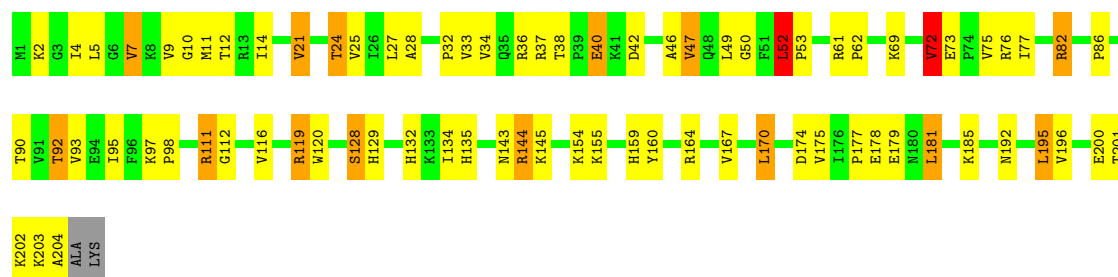 M1 K2 G3 I4 L5 G6 V7 K8 V9 G10 M11 T12 R13 I14 V21 T24 V25 I26 L27 A28 P32 V33 V34 Q35 R36 R37 T38 P39 E40 K41 D42 A46 V47 Q48 L49 G50 F51 L52 P53 R61 P62 K69 V72 E73 P74 V75 R76 I77 R82 P86
T90 V91 T92 V93 E94 I95 F96 K97 P98 R111 G112 V116 R119 W120 S128 H129 H132 K133 I134 H135 N143 R144 K145 K154 K155 H159 Y160 R164 V167 L170 D174 V175 I176 P177 E178 E179 N180 L181 K185 N192 L195 V196 E200 T201
K202 K203 A204 ALA LYS